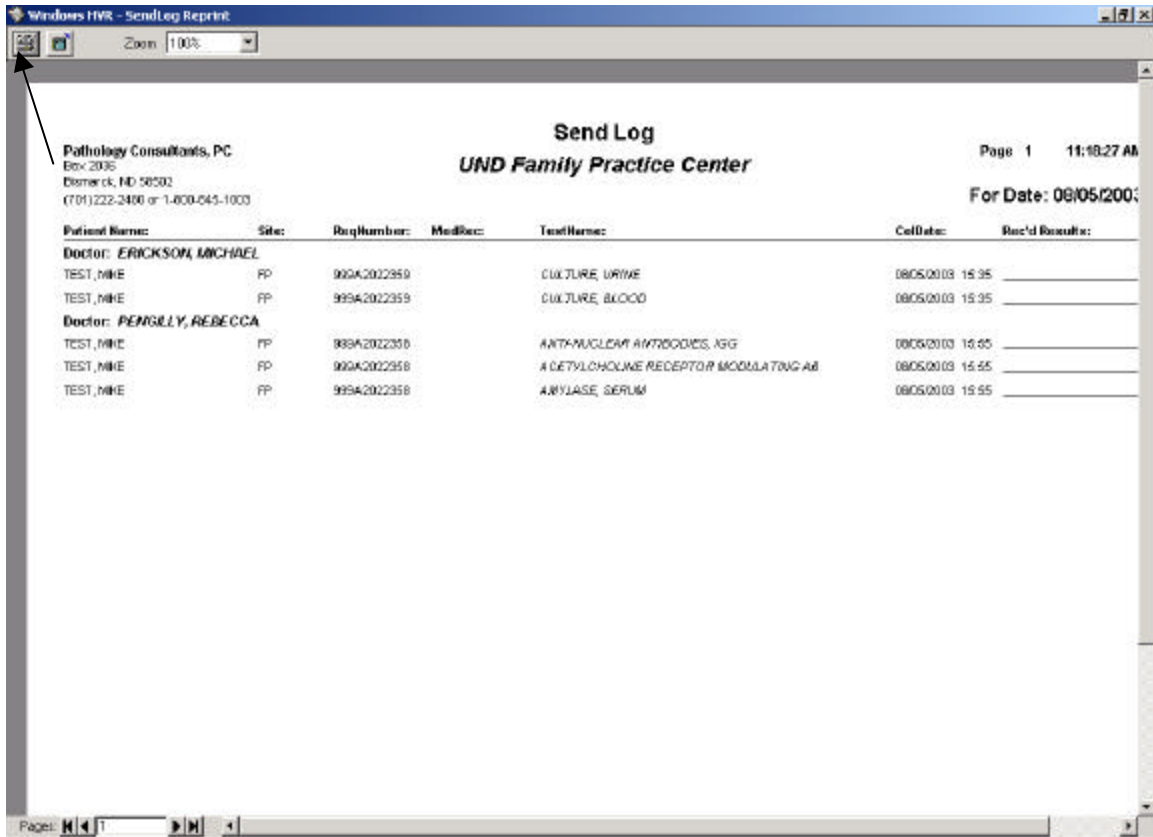 Windows HVR - SendLog Reprint
Zoom 100%
Send Log
Pathology Consultants, PC
UND Family Practice Center
Page 1 11:18:27 AM
Box 2036
Bismarck, ND 58502
For Date: 08/05/2003
(701)222-2480 or 1-800-645-1003
Patient Name: Site: ReqNumber: MedRec: TestName: ColDate: Rec'd Results:
Doctor: ERICKSON, MICHAEL
TEST, MIKE FP 999A2022359 CULTURE, URINE 08/05/2003 15:35
TEST, MIKE FP 999A2022359 CULTURE, BLOOD 08/05/2003 15:35
Doctor: PENGILLY, REBECCA
TEST, MIKE FP 999A2022358 ANTI-NUCLEAR ANTIBODIES, IGG 08/05/2003 15:55
TEST, MIKE FP 999A2022358 ACETYLCHOLINE RECEPTOR MODULATING AB 08/05/2003 15:55
TEST, MIKE FP 999A2022358 AMYLASE, SERUM 08/05/2003 15:55
Pages: 1